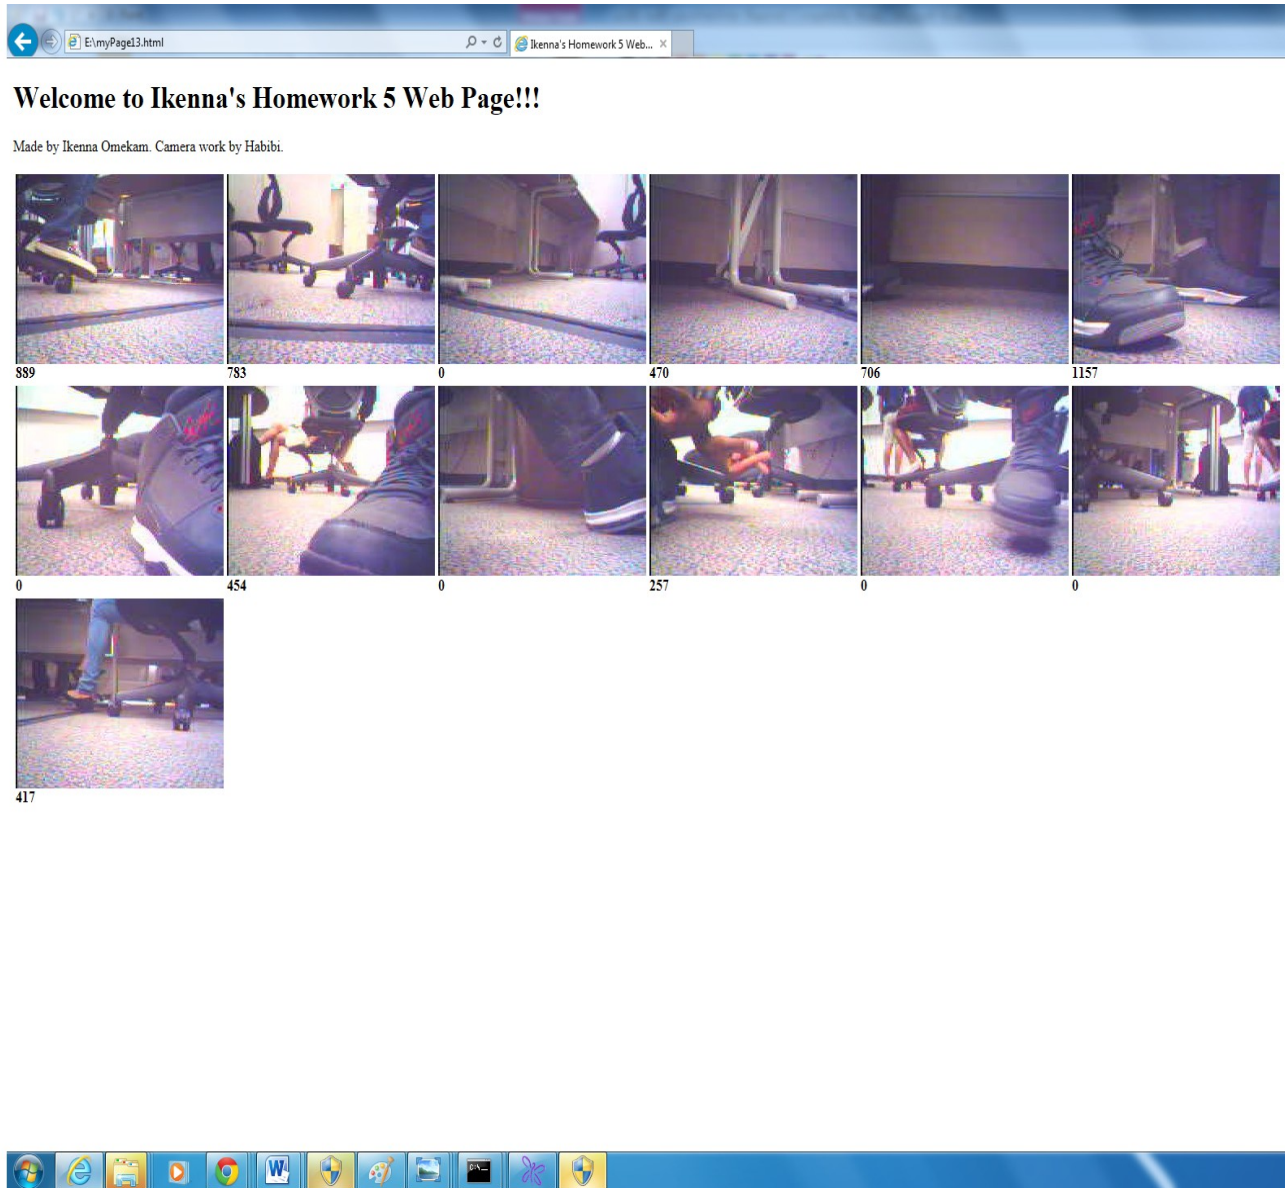 E:\myPage13.html
Ikenna's Homework 5 Web...
Welcome to Ikenna's Homework 5 Web Page!!!
Made by Ikenna Omekam. Camera work by Habibi.
889 783 0 470 706 1157
0 454 0 257 0 0
417